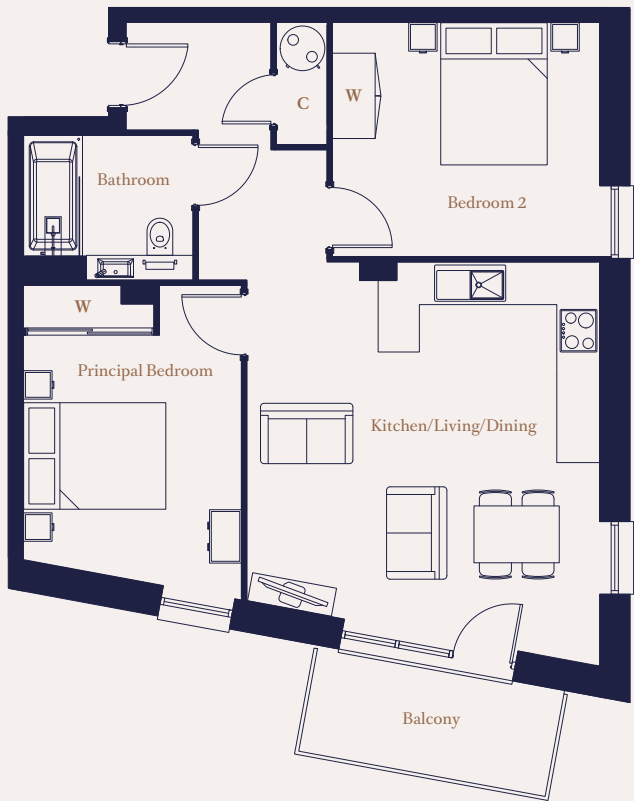 C
W
Bathroom
Bedroom 2
W
Principal Bedroom
Kitchen/Living/Dining
Balcony